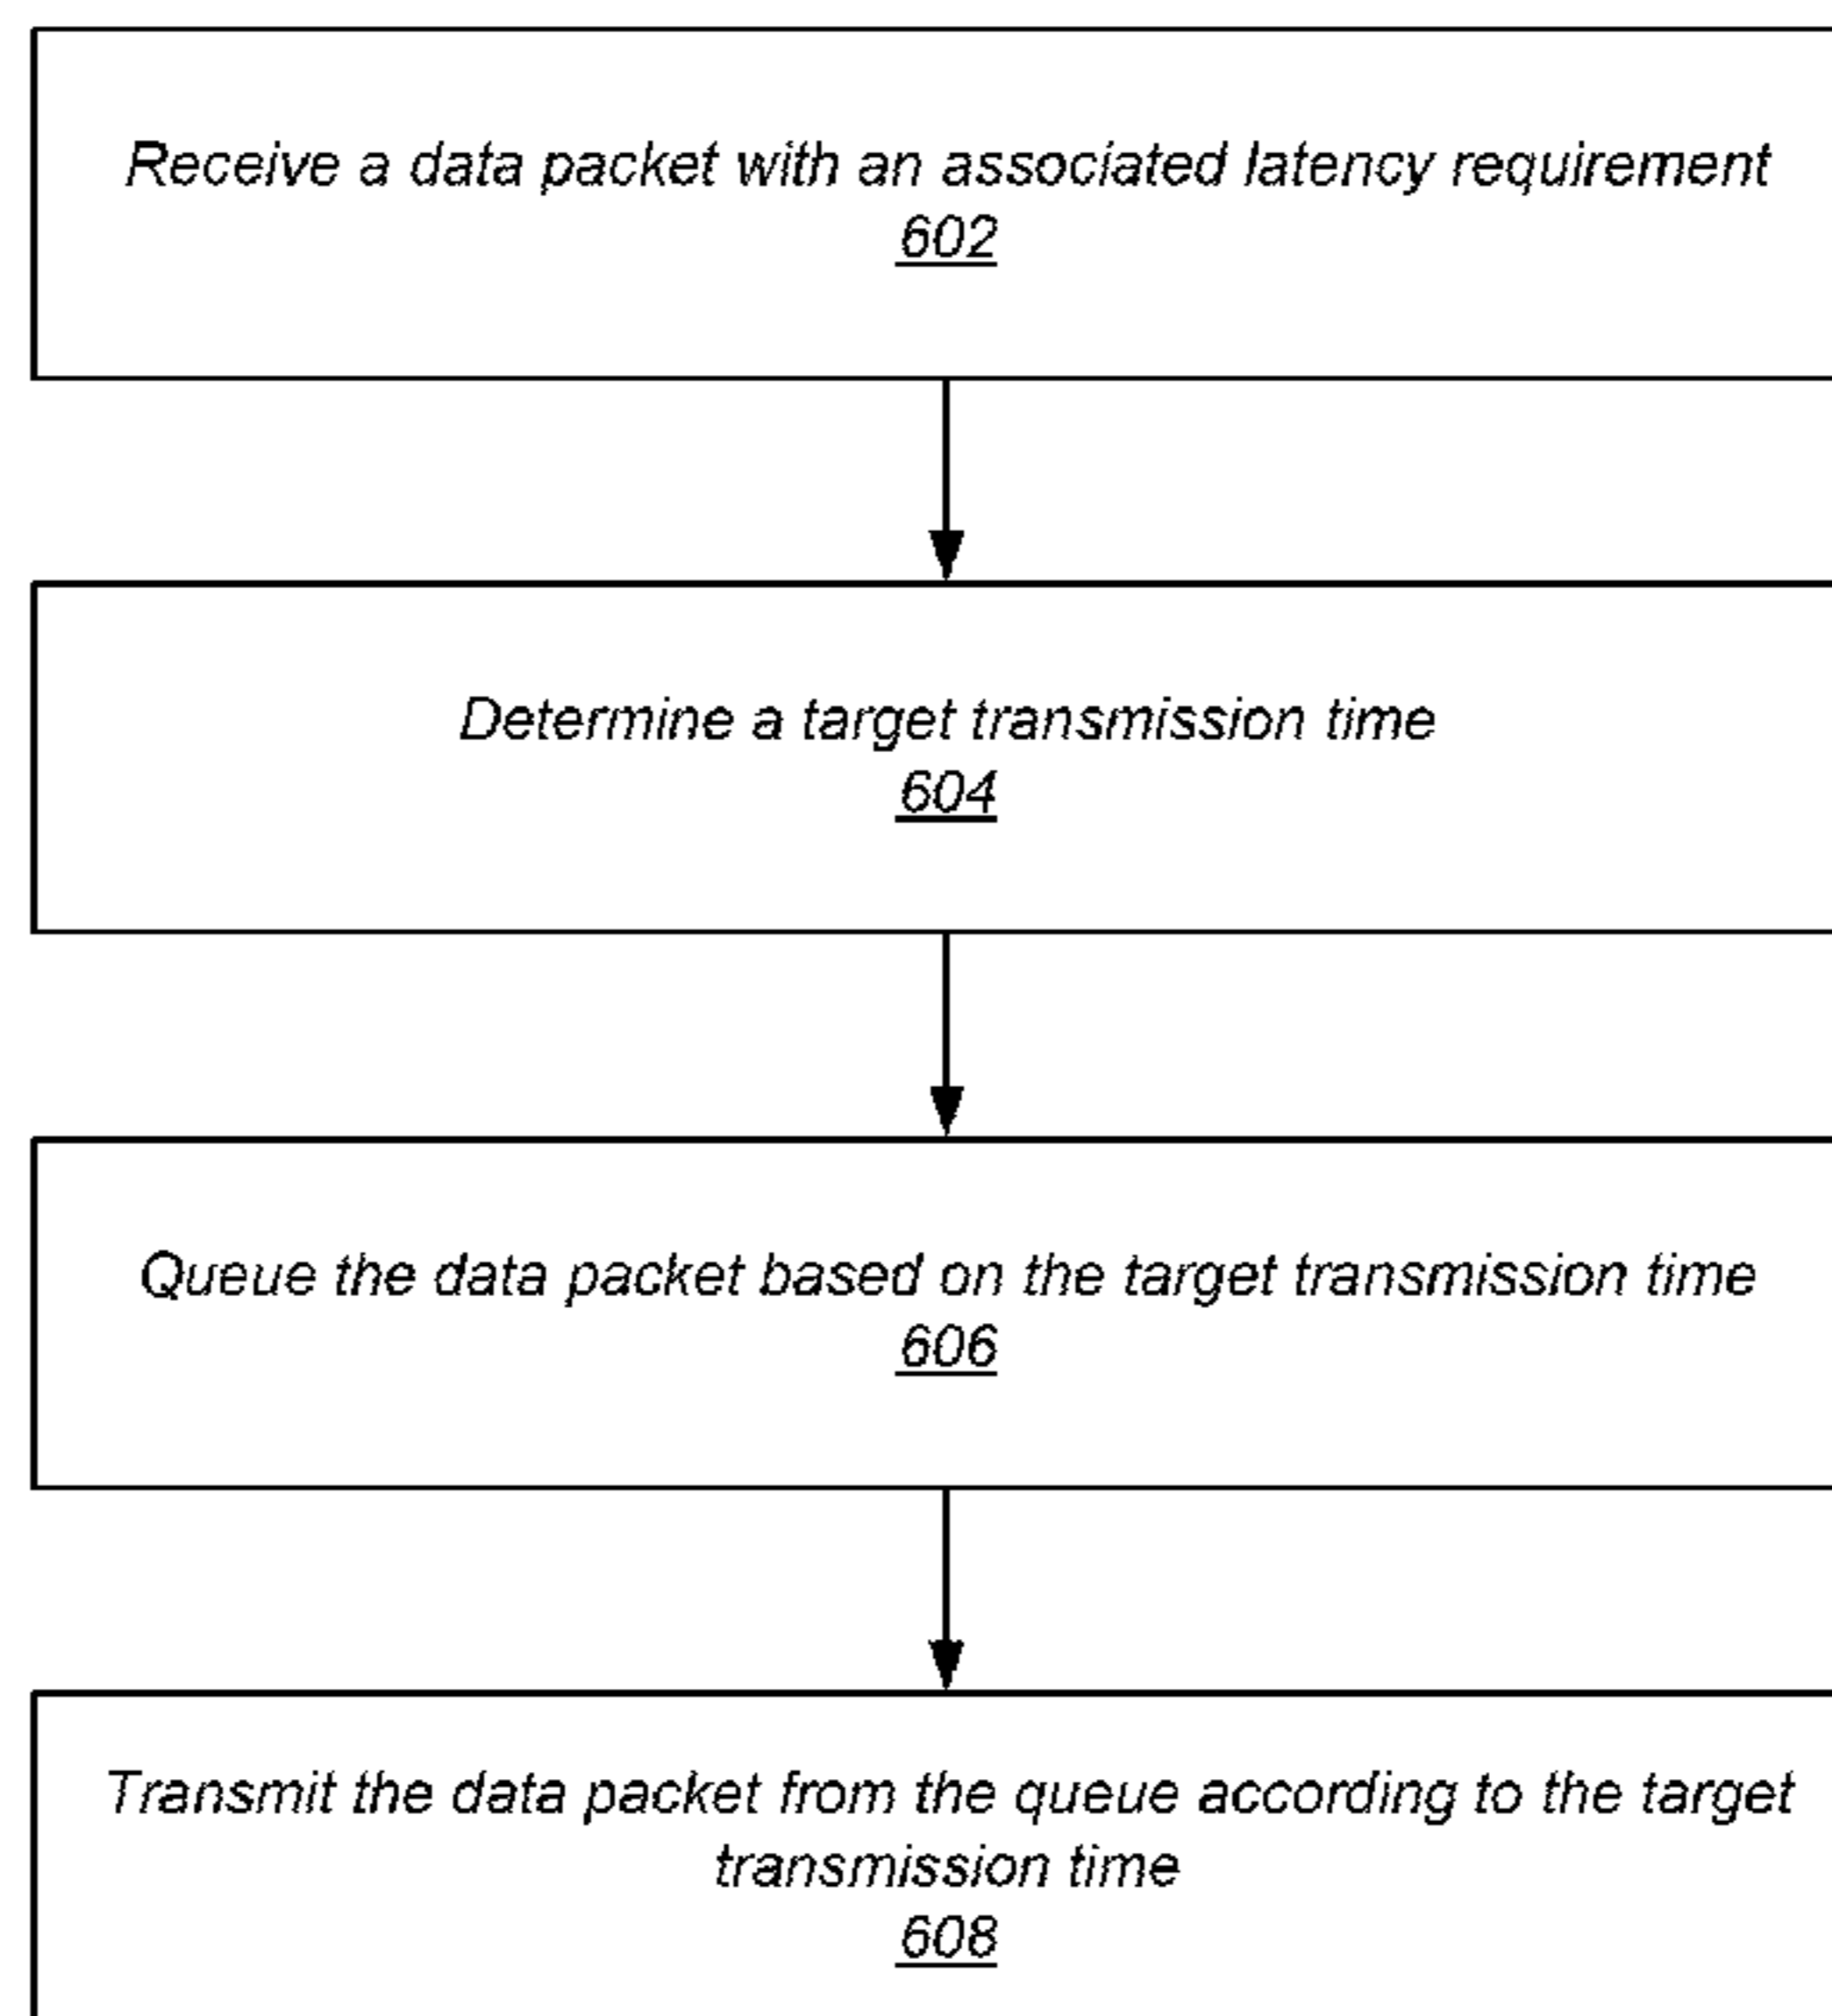 Receive a data packet with an associated latency requirement
602
Determine a target transmission time
604
Queue the data packet based on the target transmission time
606
Transmit the data packet from the queue according to the target
transmission time
608